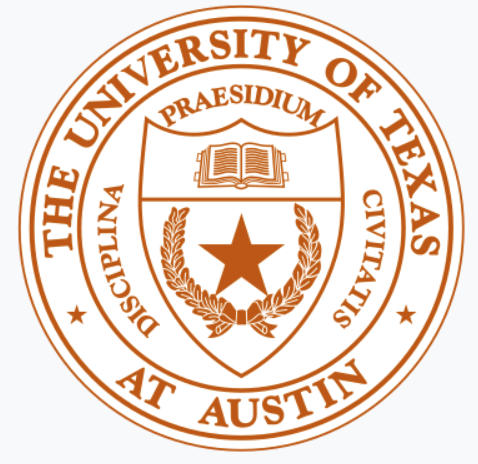 THE UNIVERSITY OF TEXAS
AT AUSTIN
DISCIPLINA
PRAESIDIUM
CIVITATIS